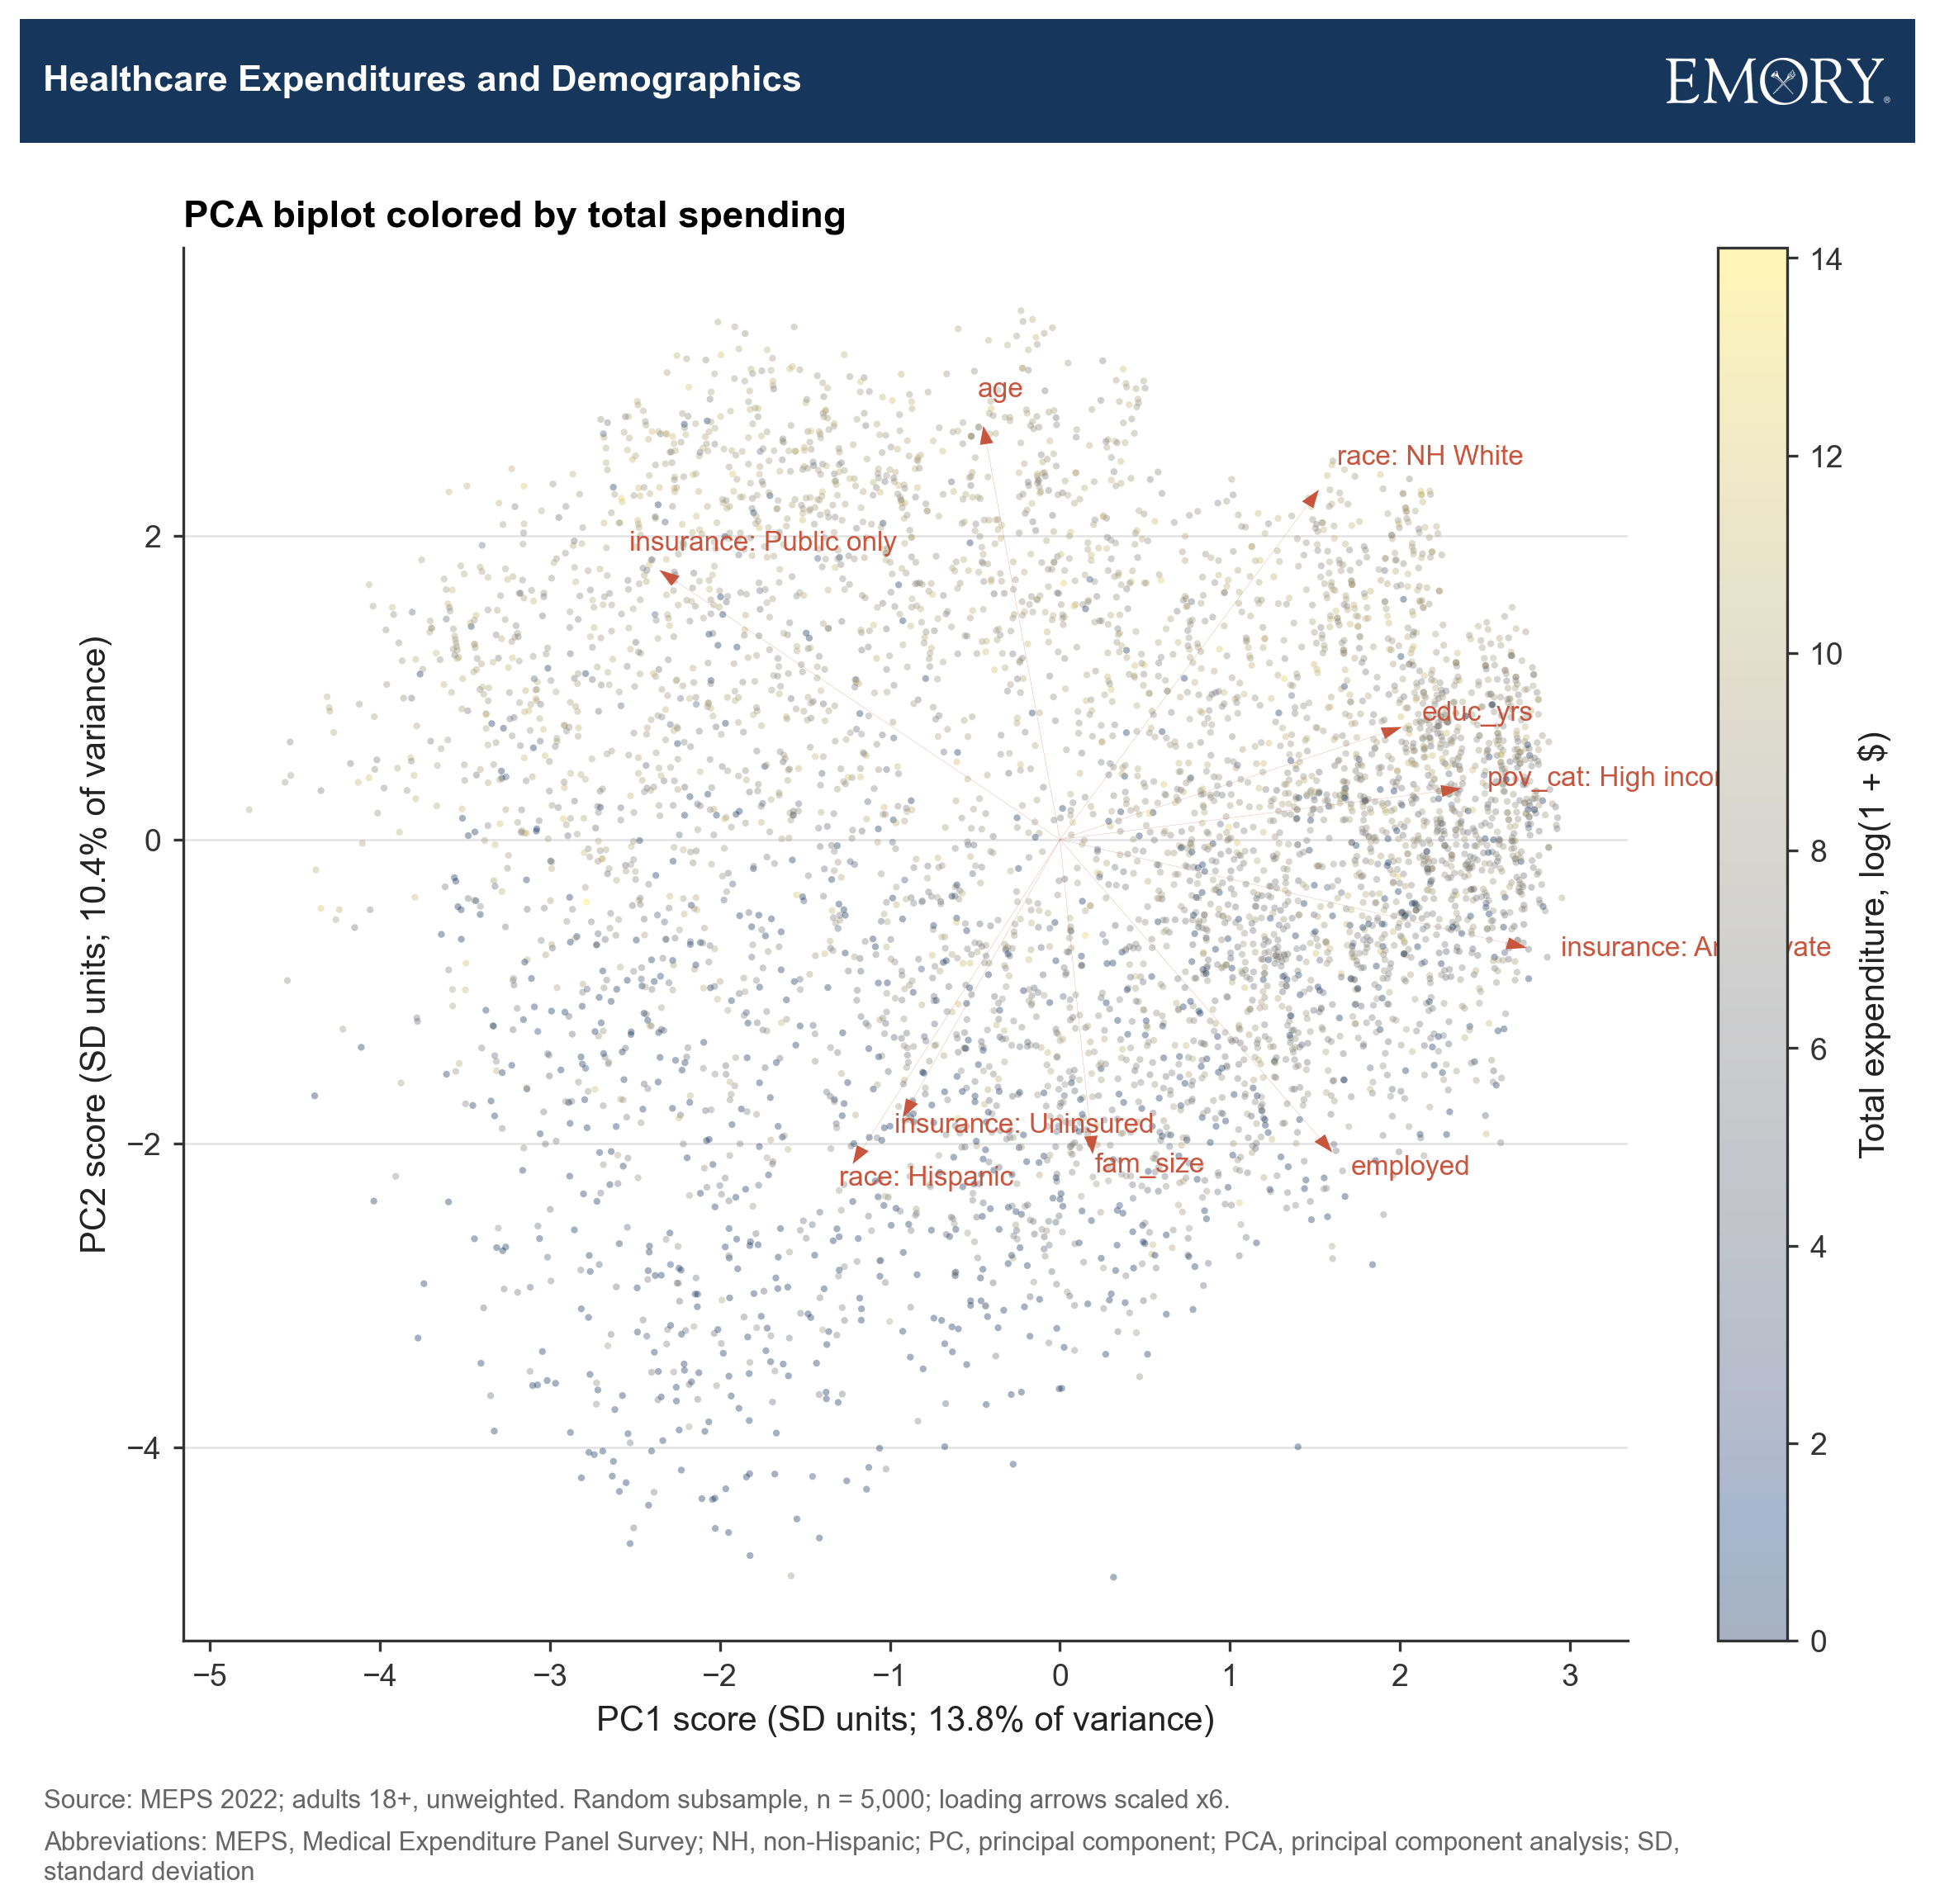 Healthcare Expenditures and Demographics
EMORY®
PCA biplot colored by total spending
14
12
10
8
6
4
2
0
Total expenditure, log(1 + $)
2
0
−2
−4
PC2 score (SD units; 10.4% of variance)
age
race: NH White
insurance: Public only
educ_yrs
pov_cat: High
insurance:
insurance: Uninsured
fam_size
race: Hispanic
employed
−5
−4
−3
−2
−1
0
1
2
3
PC1 score (SD units; 13.8% of variance)
Source: MEPS 2022; adults 18+, unweighted. Random subsample, n = 5,000; loading arrows scaled x6.
Abbreviations: MEPS, Medical Expenditure Panel Survey; NH, non-Hispanic; PC, principal component; PCA, principal component analysis; SD,
standard deviation